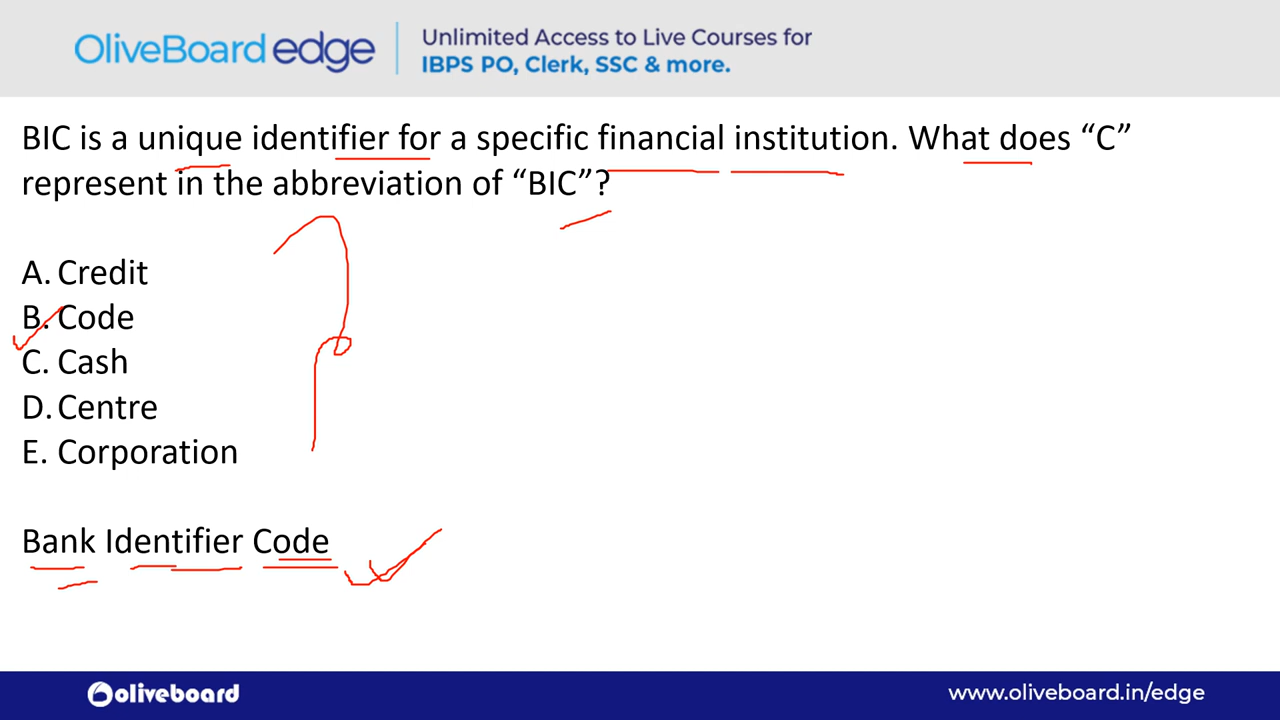 OliveBoard edge
Unlimited Access to Live Courses for
IBPS PO, Clerk, SSC & more.
BIC is a unique identifier for a specific financial institution. What does “C”
represent in the abbreviation of “BIC”?
A. Credit
B. Code
C. Cash
D. Centre
E. Corporation
Bank Identifier Code
oliveboard
www.oliveboard.in/edge